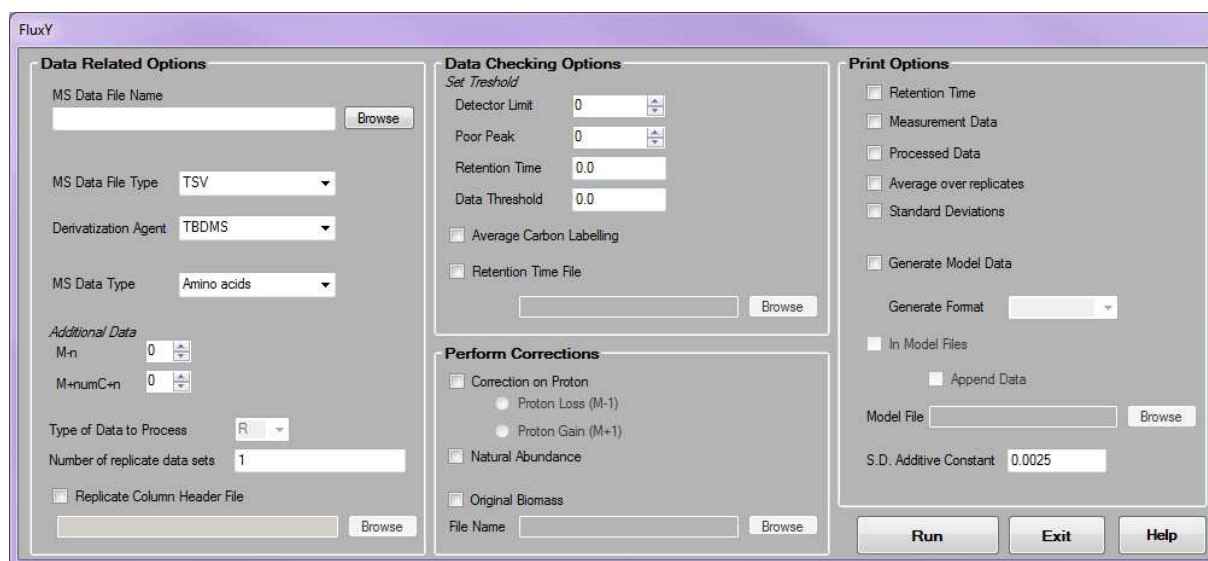 FluxY
Data Related Options
MS Data File Name
Browse
MS Data File Type TSV
Derivatization Agent TBDMS
MS Data Type Amino acids
Additional Data
M-n 0
M+numC+n 0
Type of Data to Process R
Number of replicate data sets 1
Replicate Column Header File
Browse
Data Checking Options
Set Treshold
Detector Limit 0
Poor Peak 0
Retention Time 0.0
Data Threshold 0.0
Average Carbon Labelling
Retention Time File
Browse
Perform Corrections
Correction on Proton
Proton Loss (M-1)
Proton Gain (M+1)
Natural Abundance
Original Biomass
File Name Browse
Print Options
Retention Time
Measurement Data
Processed Data
Average over replicates
Standard Deviations
Generate Model Data
Generate Format
In Model Files
Append Data
Model File Browse
S.D. Additive Constant 0.0025
Run Exit Help